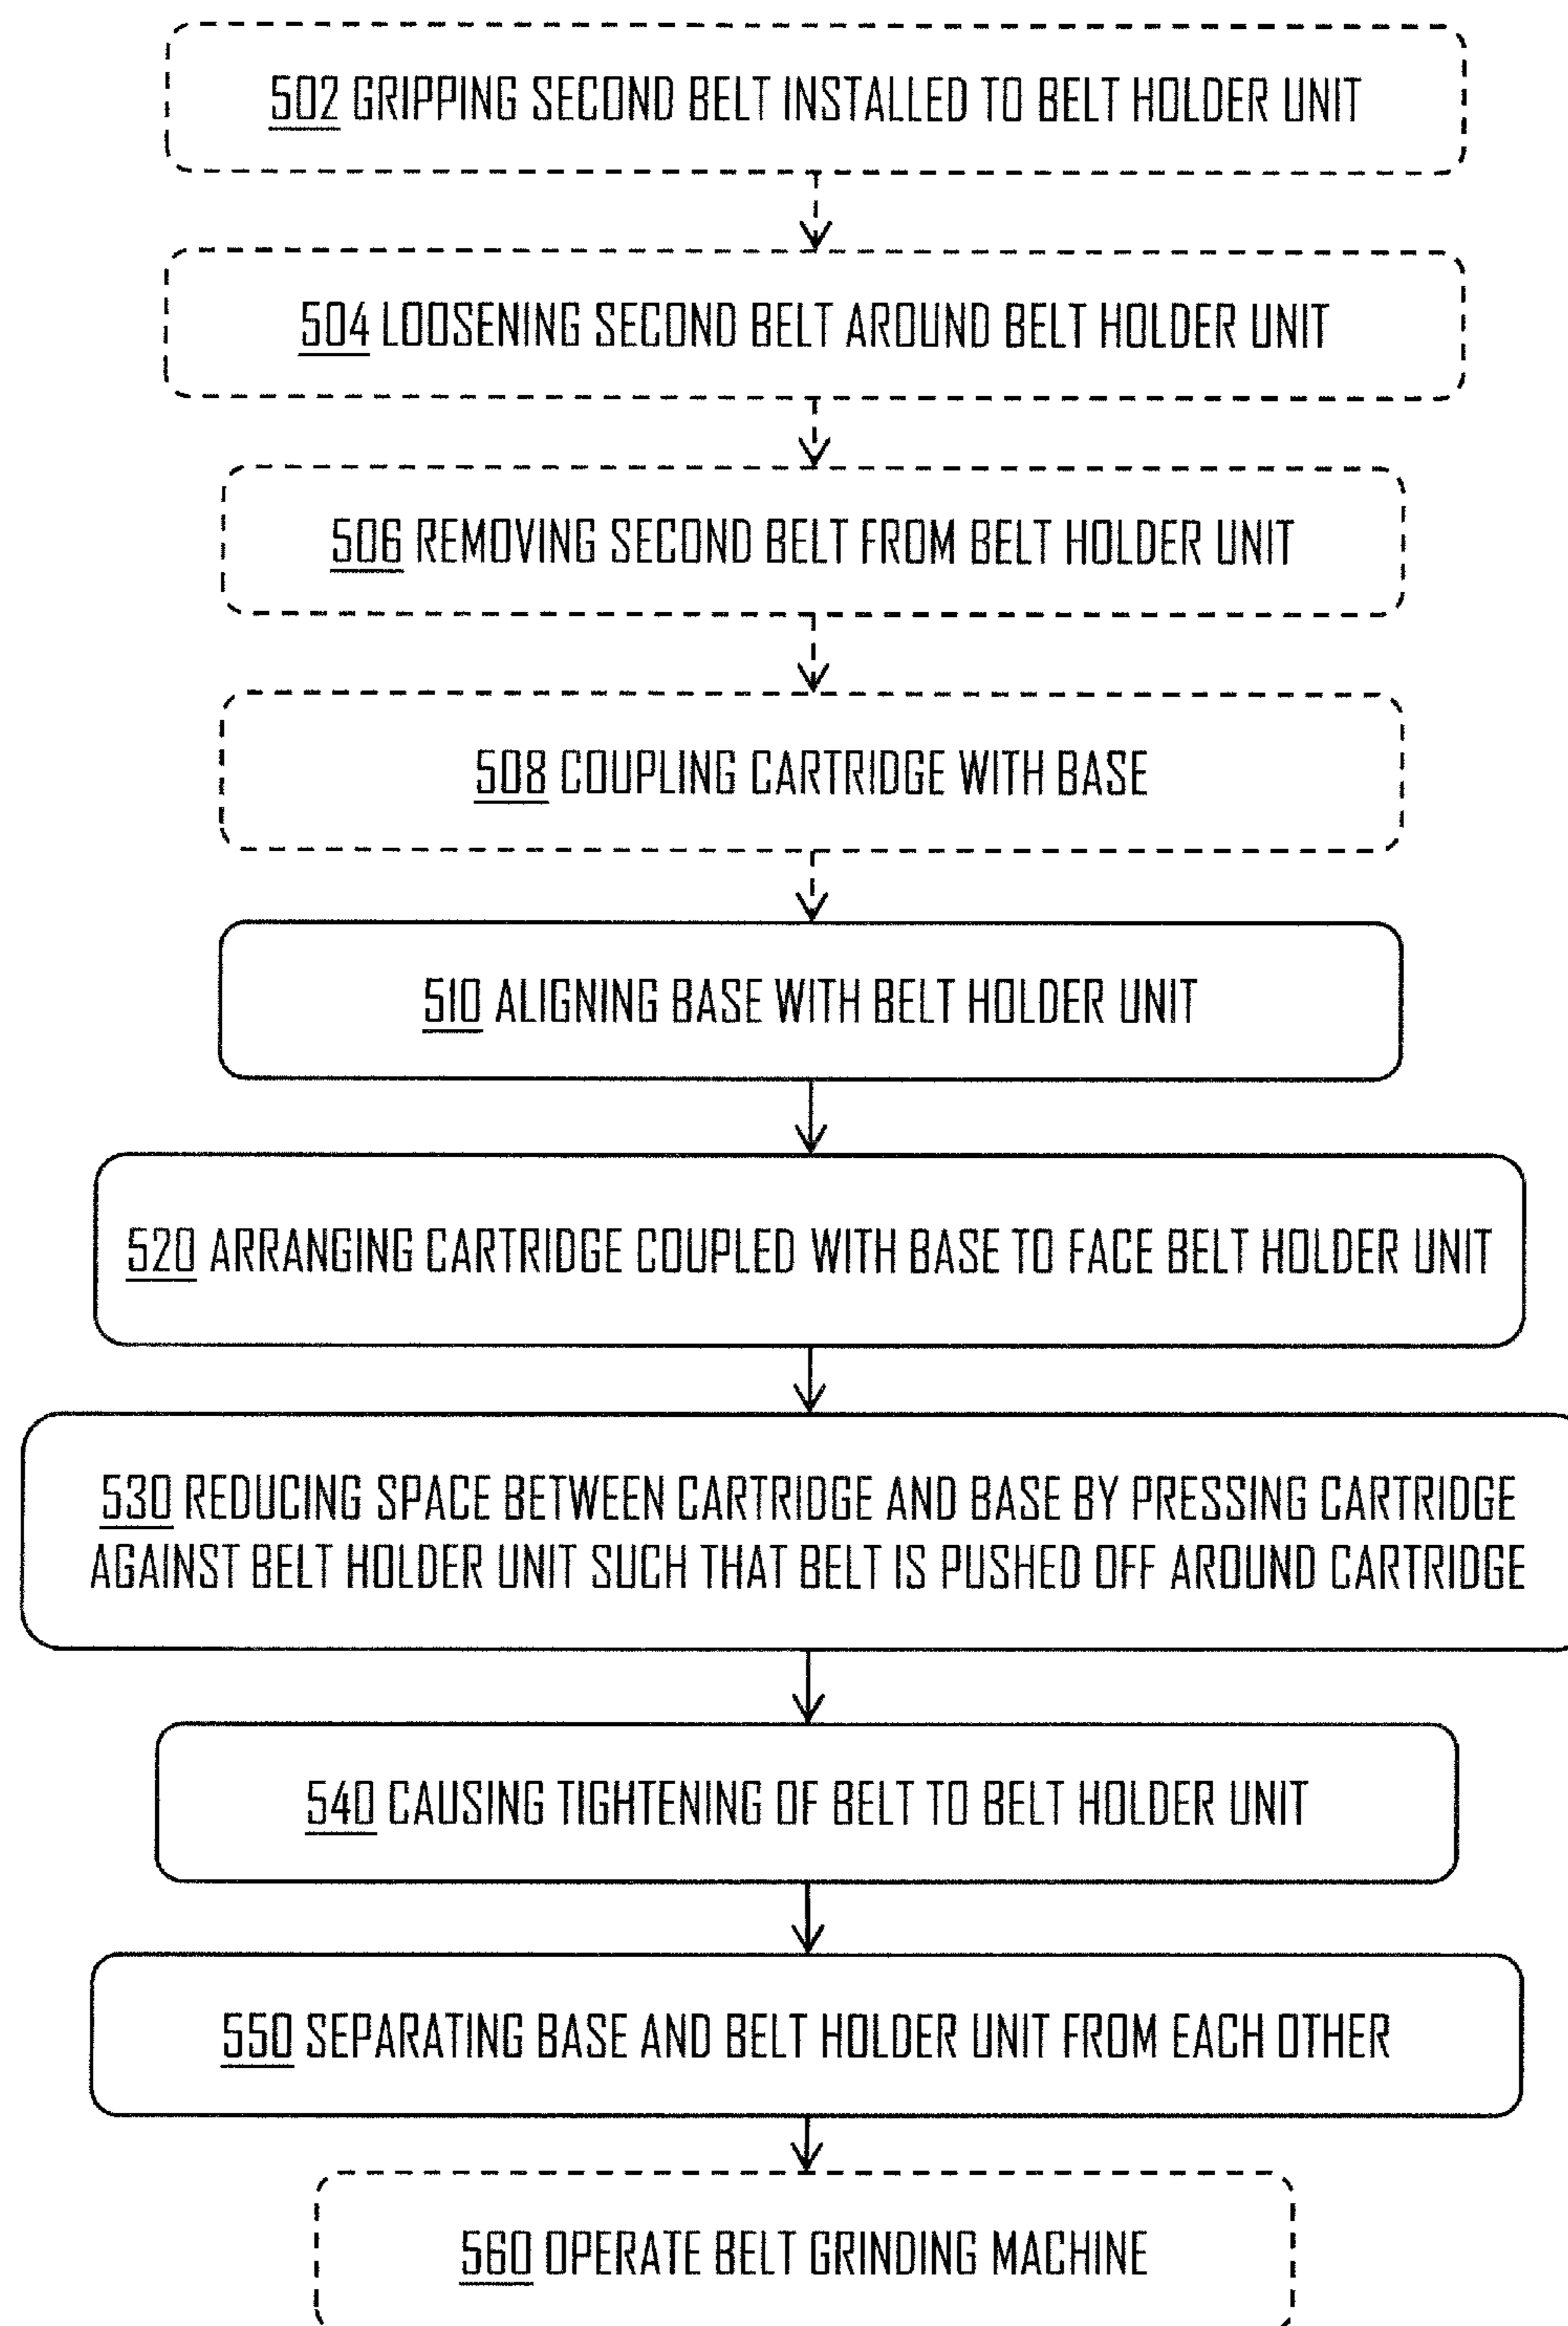 502 GRIPPING SECOND BELT INSTALLED TO BELT HOLDER UNIT
504 LOOSENING SECOND BELT AROUND BELT HOLDER UNIT
506 REMOVING SECOND BELT FROM BELT HOLDER UNIT
508 COUPLING CARTRIDGE WITH BASE
510 ALIGNING BASE WITH BELT HOLDER UNIT
520 ARRANGING CARTRIDGE COUPLED WITH BASE TO FACE BELT HOLDER UNIT
530 REDUCING SPACE BETWEEN CARTRIDGE AND BASE BY PRESSING CARTRIDGE
AGAINST BELT HOLDER UNIT SUCH THAT BELT IS PUSHED OFF AROUND CARTRIDGE
540 CAUSING TIGHTENING OF BELT TO BELT HOLDER UNIT
550 SEPARATING BASE AND BELT HOLDER UNIT FROM EACH OTHER
560 OPERATE BELT GRINDING MACHINE